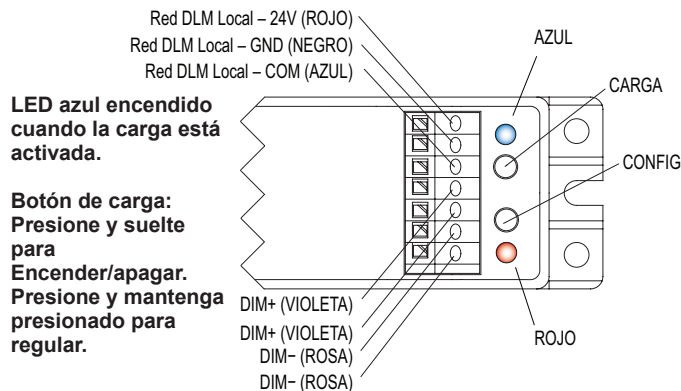 Red DLM Local – 24V (ROJO)
Red DLM Local – GND (NEGRO)
Red DLM Local – COM (AZUL)
AZUL
CARGA
CONFIG
ROJO
LED azul encendido
cuando la carga está
activada.
Botón de carga:
Presione y suelte
para
Encender/apagar.
Presione y mantenga
presionado para
regular.
DIM+ (VIOLETA)
DIM+ (VIOLETA)
DIM− (ROSA)
DIM− (ROSA)